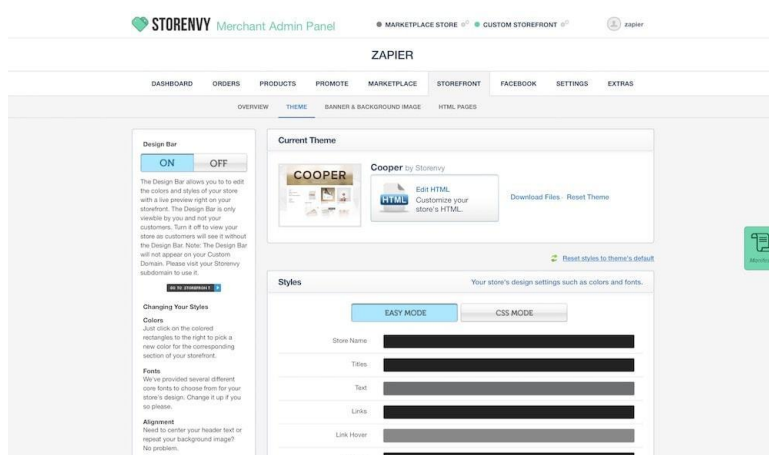 STORENVY Merchant Admin Panel
MARKETPLACE STORE
CUSTOM STOREFRONT
zapier
ZAPIER
DASHBOARD ORDERS PRODUCTS PROMOTE MARKETPLACE STOREFRONT FACEBOOK SETTINGS EXTRAS
OVERVIEW THEME BANNER & BACKGROUND IMAGE HTML PAGES
Design Bar
ON OFF
The Design Bar allows you to to edit
the colors and styles of your store
with a live preview right on your
storefront. The Design Bar is only
viewble by you and not your
customers. Turn it off to view your
store as customers will see it without
the Design Bar. Note: The Design Bar
will not appear on your Custom
Domain. Please visit your Storenvy
subdomain to use it.
GO TO STOREFRONT
Changing Your Styles
Colors
Just click on the colored
rectangles to the right to pick a
new color for the corresponding
section of your storefront.
Fonts
We've provided several different
core fonts to choose from for your
store's design. Change it up if you
so please.
Alignment
Need to center your header text or
repeat your background image?
No problem.
Current Theme
COOPER
Cooper by Storenvy
HTML
Edit HTML
Customize your
store's HTML.
Download Files · Reset Theme
Reset styles to theme's default
Styles
Your store's design settings such as colors and fonts.
EASY MODE CSS MODE
Store Name
Titles
Text
Links
Link Hover